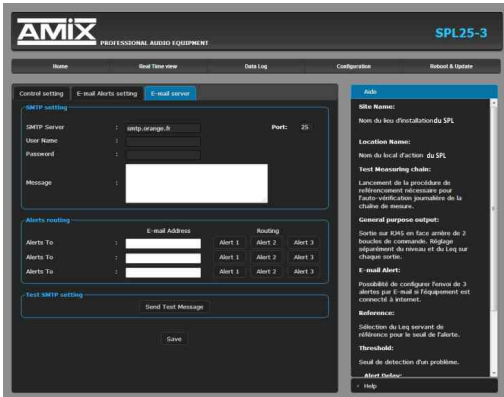 AMIX
PROFESSIONAL AUDIO EQUIPMENT
SPL25-3
Home
Real Time view
Data Log
Configuration
Reboot & Update
Control setting
E-mail Alerts setting
E-mail server
SMTP setting
SMTP Server : smtp.orange.fr Port: 25
User Name :
Password :
Message :
Alerts routing
E-mail Address Routing
Alerts To : Alert 1 Alert 2 Alert 3
Alerts To : Alert 1 Alert 2 Alert 3
Alerts To : Alert 1 Alert 2 Alert 3
Test SMTP setting
Send Test Message
Save
Aide
Site Name:
Nom du lieu d'installation du SPL
Location Name:
Nom du local d'action du SPL
Test Measuring chain:
Lancement de la procédure de
référencement nécessaire pour
l'auto-vérification journalière de la
chaîne de mesure.
General purpose output:
Sortie sur RJ45 en face arrière de 2
boucles de commande. Réglage
séparément du niveau et du Leq sur
chaque sortie.
E-mail Alert:
Possibilité de configurer l'envoi de 3
alertes par E-mail si l'équipement est
connecté à internet.
Reference:
Sélection du Leq servant de
référence pour le seuil de l'alerte.
Threshold:
Seuil de detection d'un problème.
Alert Delay:
Help